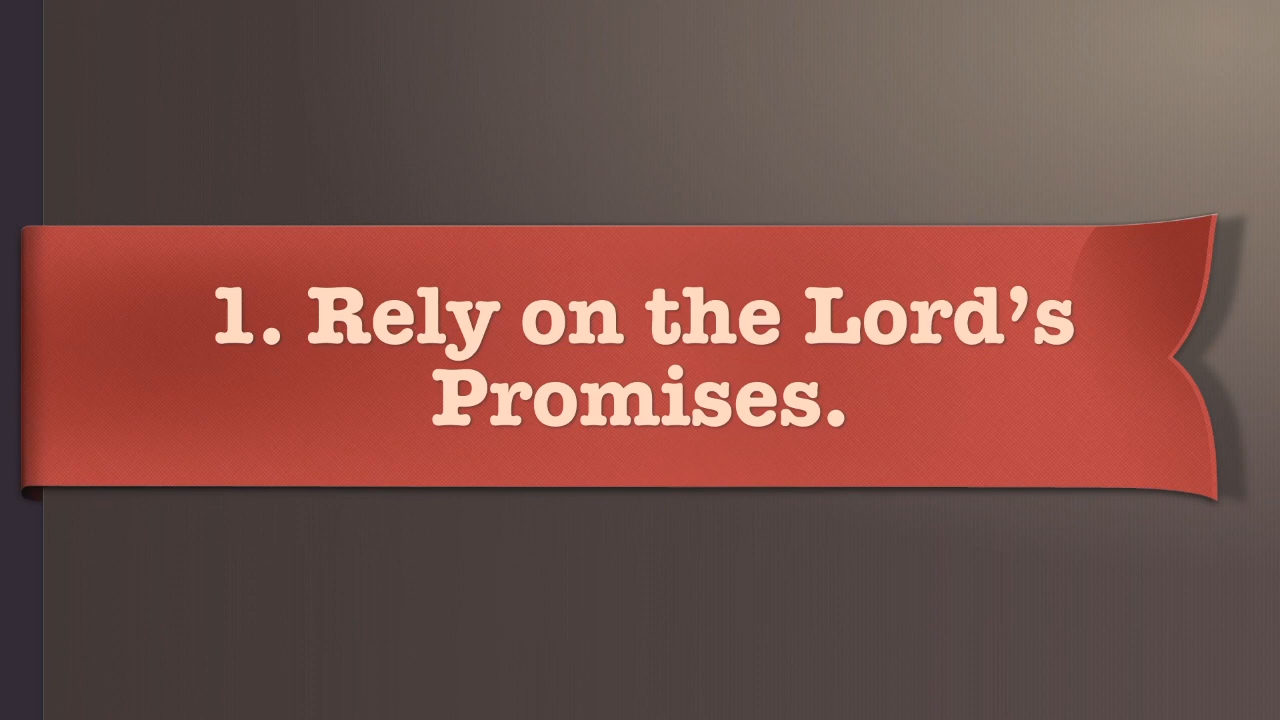 1. Rely on the Lord’s
Promises.